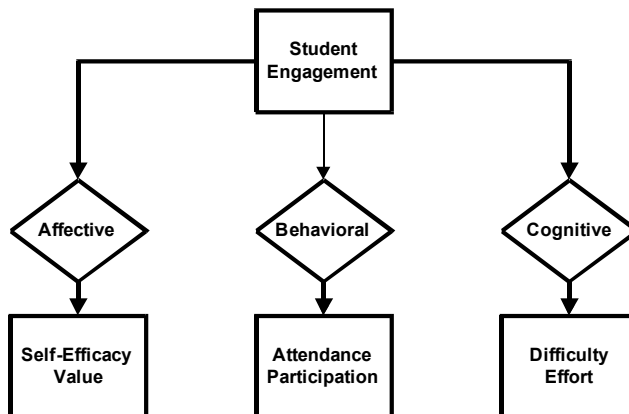 Student
Engagement
Affective
Behavioral
Cognitive
Self-Efficacy
Value
Attendance
Participation
Difficulty
Effort